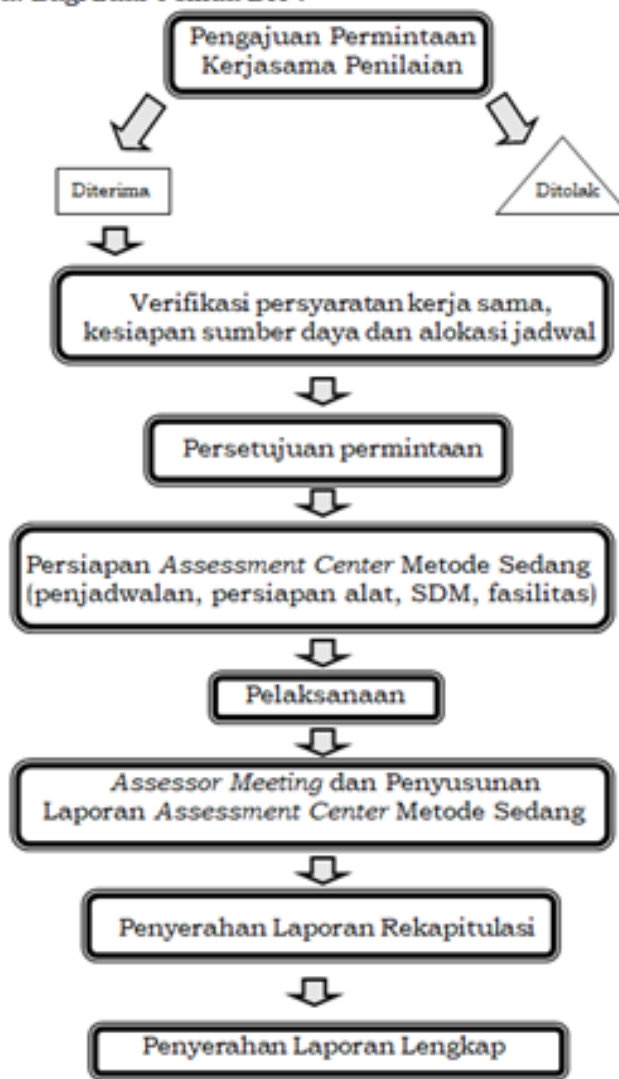 Pengajuan Permintaan
Kerjasama Penilaian
Diterima
Ditolak
Verifikasi persyaratan kerja sama,
kesiapan sumber daya dan alokasi jadwal
Persetujuan permintaan
Persiapan Assessment Center Metode Sedang
(penjadwalan, persiapan alat, SDM, fasilitas)
Pelaksanaan
Assessor Meeting dan Penyusunan
Laporan Assessment Center Metode Sedang
Penyerahan Laporan Rekapitulasi
Penyerahan Laporan Lengkap